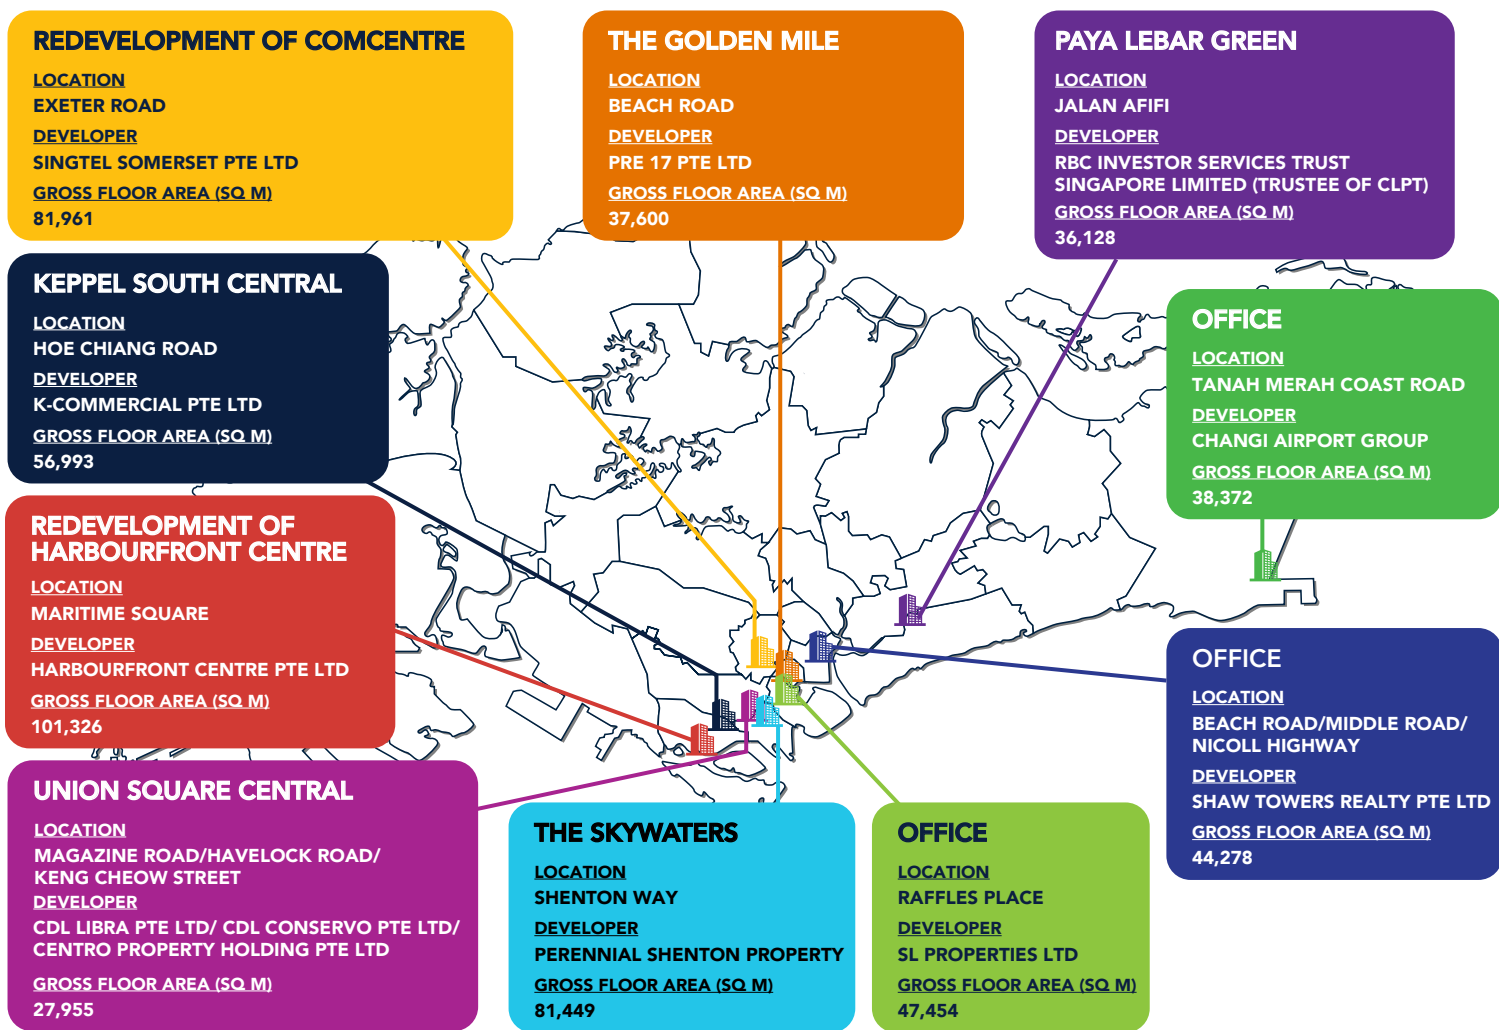 REDEVELOPMENT OF COMCENTRE
LOCATION
EXETER ROAD
DEVELOPER
SINGTEL SOMERSET PTE LTD
GROSS FLOOR AREA (SQ M)
81,961
THE GOLDEN MILE
LOCATION
BEACH ROAD
DEVELOPER
PRE 17 PTE LTD
GROSS FLOOR AREA (SQ M)
37,600
PAYA LEBAR GREEN
LOCATION
JALAN AFIFI
DEVELOPER
RBC INVESTOR SERVICES TRUST
SINGAPORE LIMITED (TRUSTEE OF CLPT)
GROSS FLOOR AREA (SQ M)
36,128
KEPPEL SOUTH CENTRAL
LOCATION
HOE CHIANG ROAD
DEVELOPER
K-COMMERCIAL PTE LTD
GROSS FLOOR AREA (SQ M)
56,993
OFFICE
LOCATION
TANAH MERAH COAST ROAD
DEVELOPER
CHANGI AIRPORT GROUP
GROSS FLOOR AREA (SQ M)
38,372
REDEVELOPMENT OF
HARBOURFRONT CENTRE
LOCATION
MARITIME SQUARE
DEVELOPER
HARBOURFRONT CENTRE PTE LTD
GROSS FLOOR AREA (SQ M)
101,326
OFFICE
LOCATION
BEACH ROAD/MIDDLE ROAD/
NICOLL HIGHWAY
DEVELOPER
SHAW TOWERS REALTY PTE LTD
GROSS FLOOR AREA (SQ M)
44,278
UNION SQUARE CENTRAL
LOCATION
MAGAZINE ROAD/HAVELOCK ROAD/
KENG CHEOW STREET
DEVELOPER
CDL LIBRA PTE LTD/ CDL CONSERVO PTE LTD/
CENTRO PROPERTY HOLDING PTE LTD
GROSS FLOOR AREA (SQ M)
27,955
THE SKYWATERS
LOCATION
SHENTON WAY
DEVELOPER
PERENNIAL SHENTON PROPERTY
GROSS FLOOR AREA (SQ M)
81,449
OFFICE
LOCATION
RAFFLES PLACE
DEVELOPER
SL PROPERTIES LTD
GROSS FLOOR AREA (SQ M)
47,454